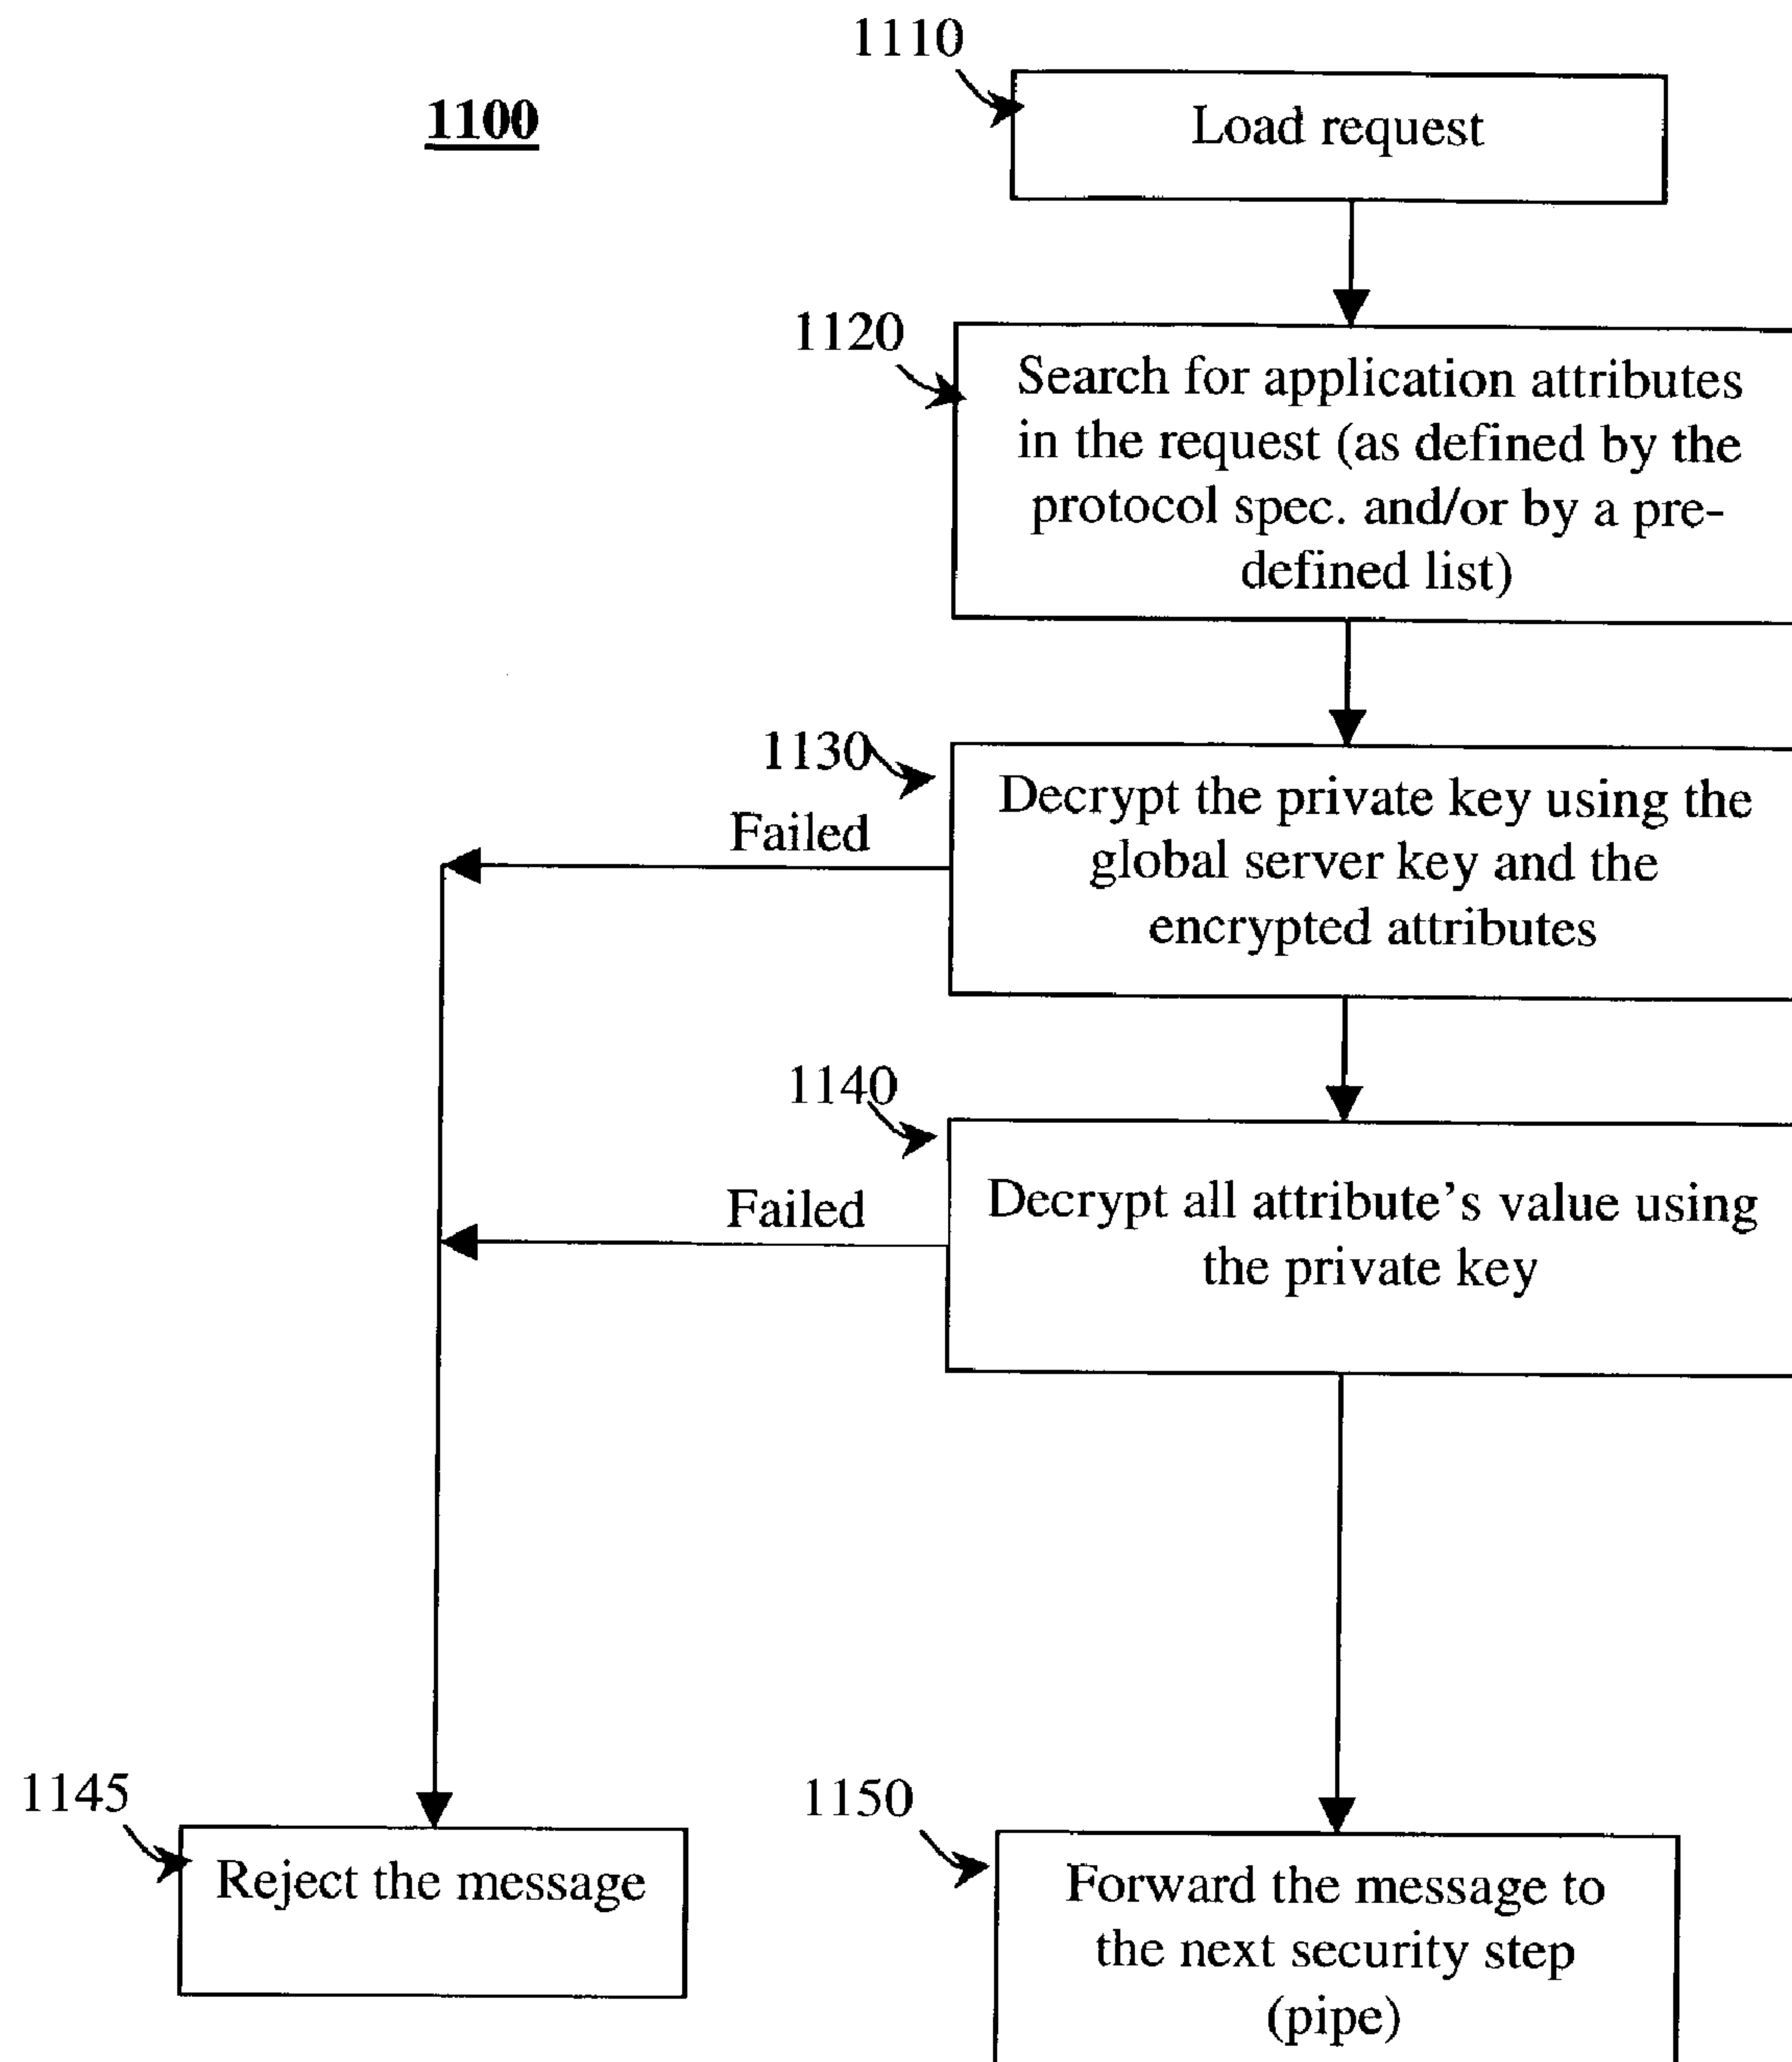 1110
1100
Load request
1120
Search for application attributes
in the request (as defined by the
protocol spec. and/or by a pre-
defined list)
1130
Failed
Decrypt the private key using the
global server key and the
encrypted attributes
1140
Failed
Decrypt all attribute's value using
the private key
1145
Reject the message
1150
Forward the message to
the next security step
(pipe)